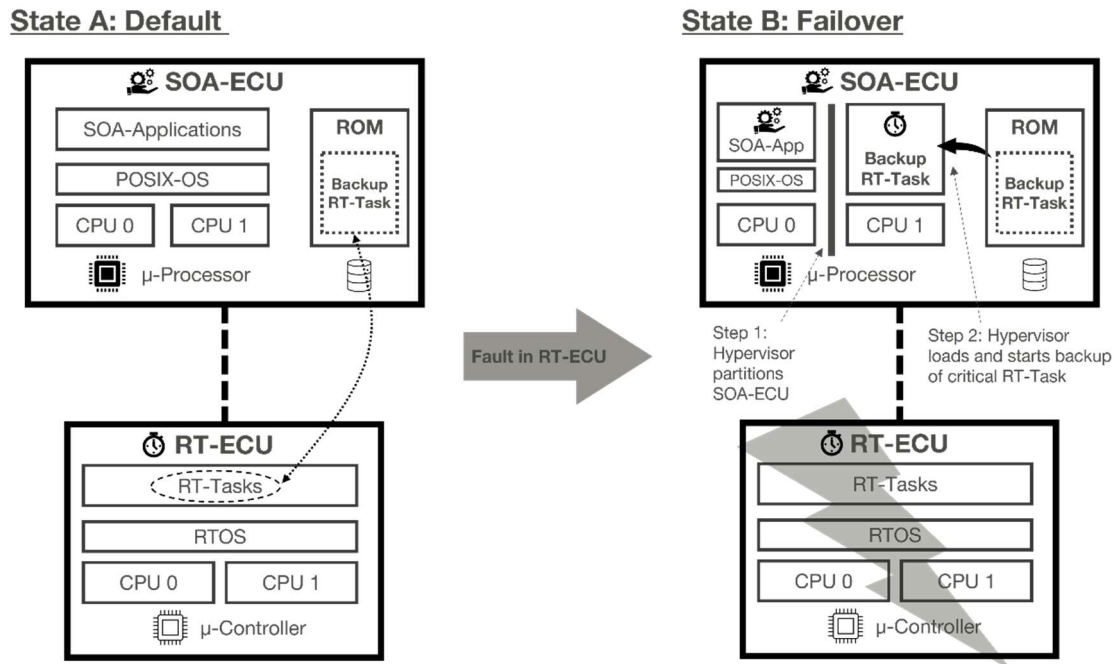 State A: Default
SOA-ECU
SOA-Applications
POSIX-OS
CPU 0
CPU 1
μ-Processor
ROM
Backup
RT-Task
RT-ECU
RT-Tasks
RTOS
CPU 0
CPU 1
μ-Controller
Fault in RT-ECU
State B: Failover
SOA-ECU
SOA-App
POSIX-OS
CPU 0
Backup
RT-Task
CPU 1
μ-Processor
ROM
Backup
RT-Task
Step 1:
Hypervisor
partitions
SOA-ECU
Step 2: Hypervisor
loads and starts backup
of critical RT-Task
RT-ECU
RT-Tasks
RTOS
CPU 0
CPU 1
μ-Controller